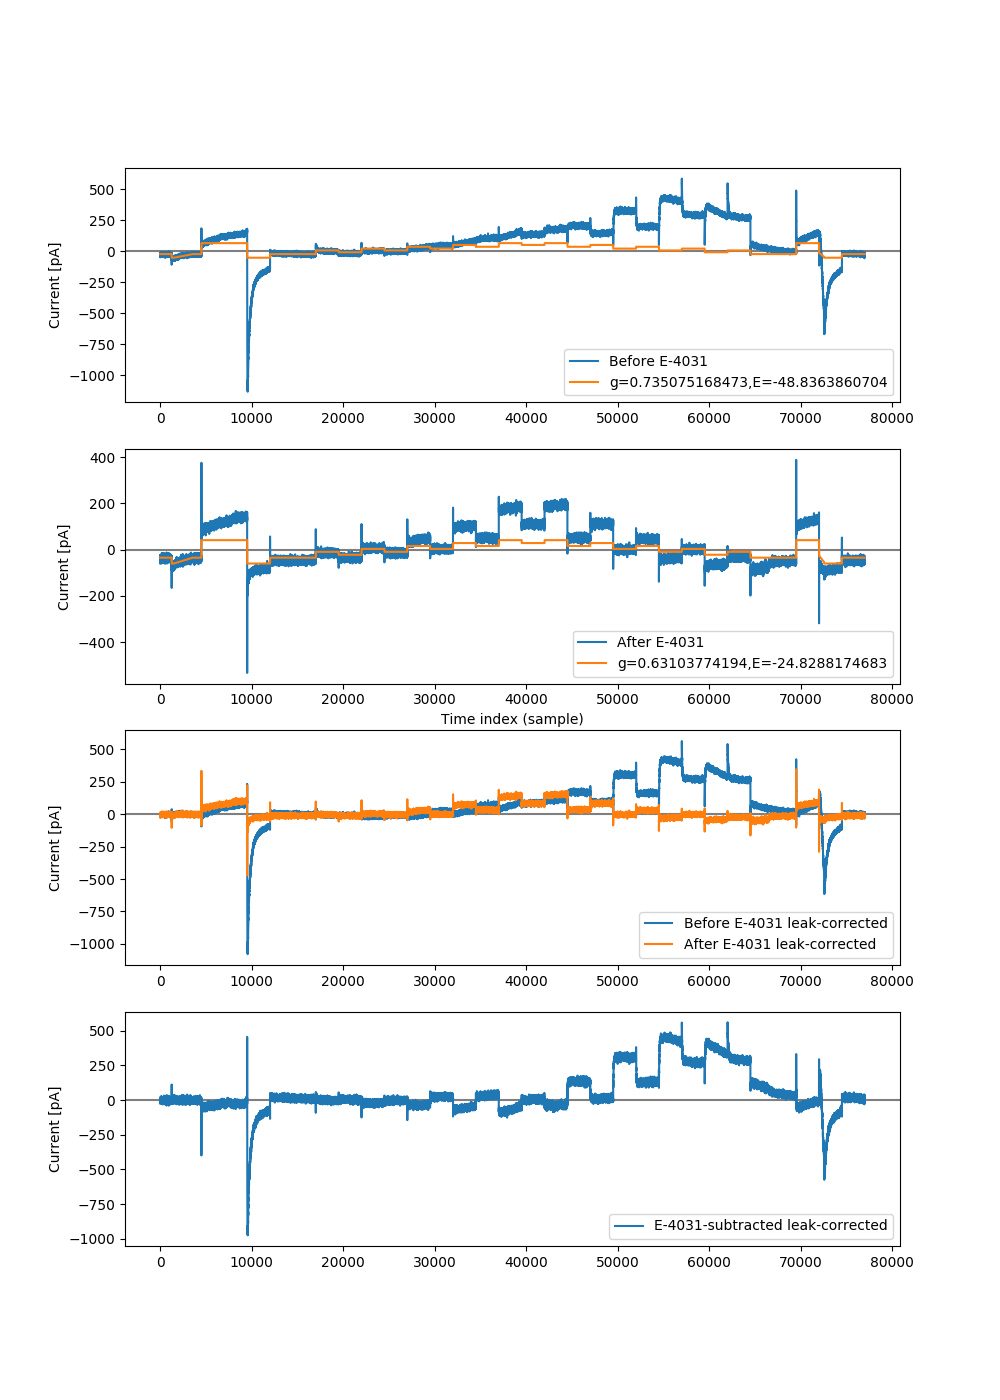 500
250
0
−250
−500
−750
−1000
Current [pA]
Before E-4031
g=0.735075168473,E=-48.8363860704
0 10000 20000 30000 40000 50000 60000 70000 80000
400
200
0
−200
−400
Current [pA]
After E-4031
g=0.63103774194,E=-24.8288174683
0 10000 20000 30000 40000 50000 60000 70000 80000
Time index (sample)
500
250
0
−250
−500
−750
−1000
Current [pA]
Before E-4031 leak-corrected
After E-4031 leak-corrected
0 10000 20000 30000 40000 50000 60000 70000 80000
500
250
0
−250
−500
−750
−1000
Current [pA]
E-4031-subtracted leak-corrected
0 10000 20000 30000 40000 50000 60000 70000 80000